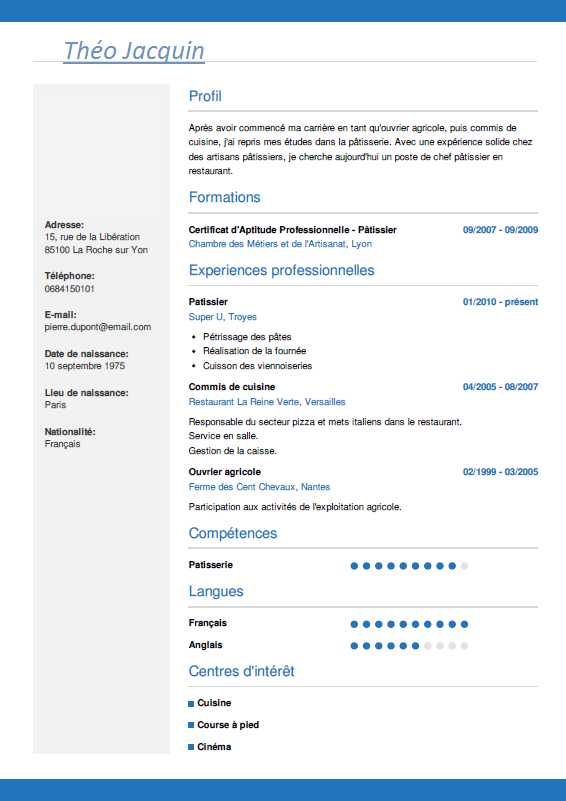 Théo Jacquin
Adresse:
15, rue de la Libération
85100 La Roche sur Yon
Téléphone:
0684150101
E-mail:
pierre.dupont@email.com
Date de naissance:
10 septembre 1975
Lieu de naissance:
Paris
Nationalité:
Français
Profil
Après avoir commencé ma carrière en tant qu'ouvrier agricole, puis commis de
cuisine, j'ai repris mes études dans la pâtisserie. Avec une expérience solide chez
des artisans pâtissiers, je cherche aujourd'hui un poste de chef pâtissier en
restaurant.
Formations
Certificat d'Aptitude Professionnelle - Pâtissier 09/2007 - 09/2009
Chambre des Métiers et de l'Artisanat, Lyon
Experiences professionnelles
Patissier 01/2010 - présent
Super U, Troyes
• Pétrissage des pâtes
• Réalisation de la fournée
• Cuisson des viennoiseries
Commis de cuisine 04/2005 - 08/2007
Restaurant La Reine Verte, Versailles
Responsable du secteur pizza et mets italiens dans le restaurant.
Service en salle.
Gestion de la caisse.
Ouvrier agricole 02/1999 - 03/2005
Ferme des Cent Chevaux, Nantes
Participation aux activités de l'exploitation agricole.
Compétences
Patisserie
Langues
Français
Anglais
Centres d'intérêt
Cuisine
Course à pied
Cinéma